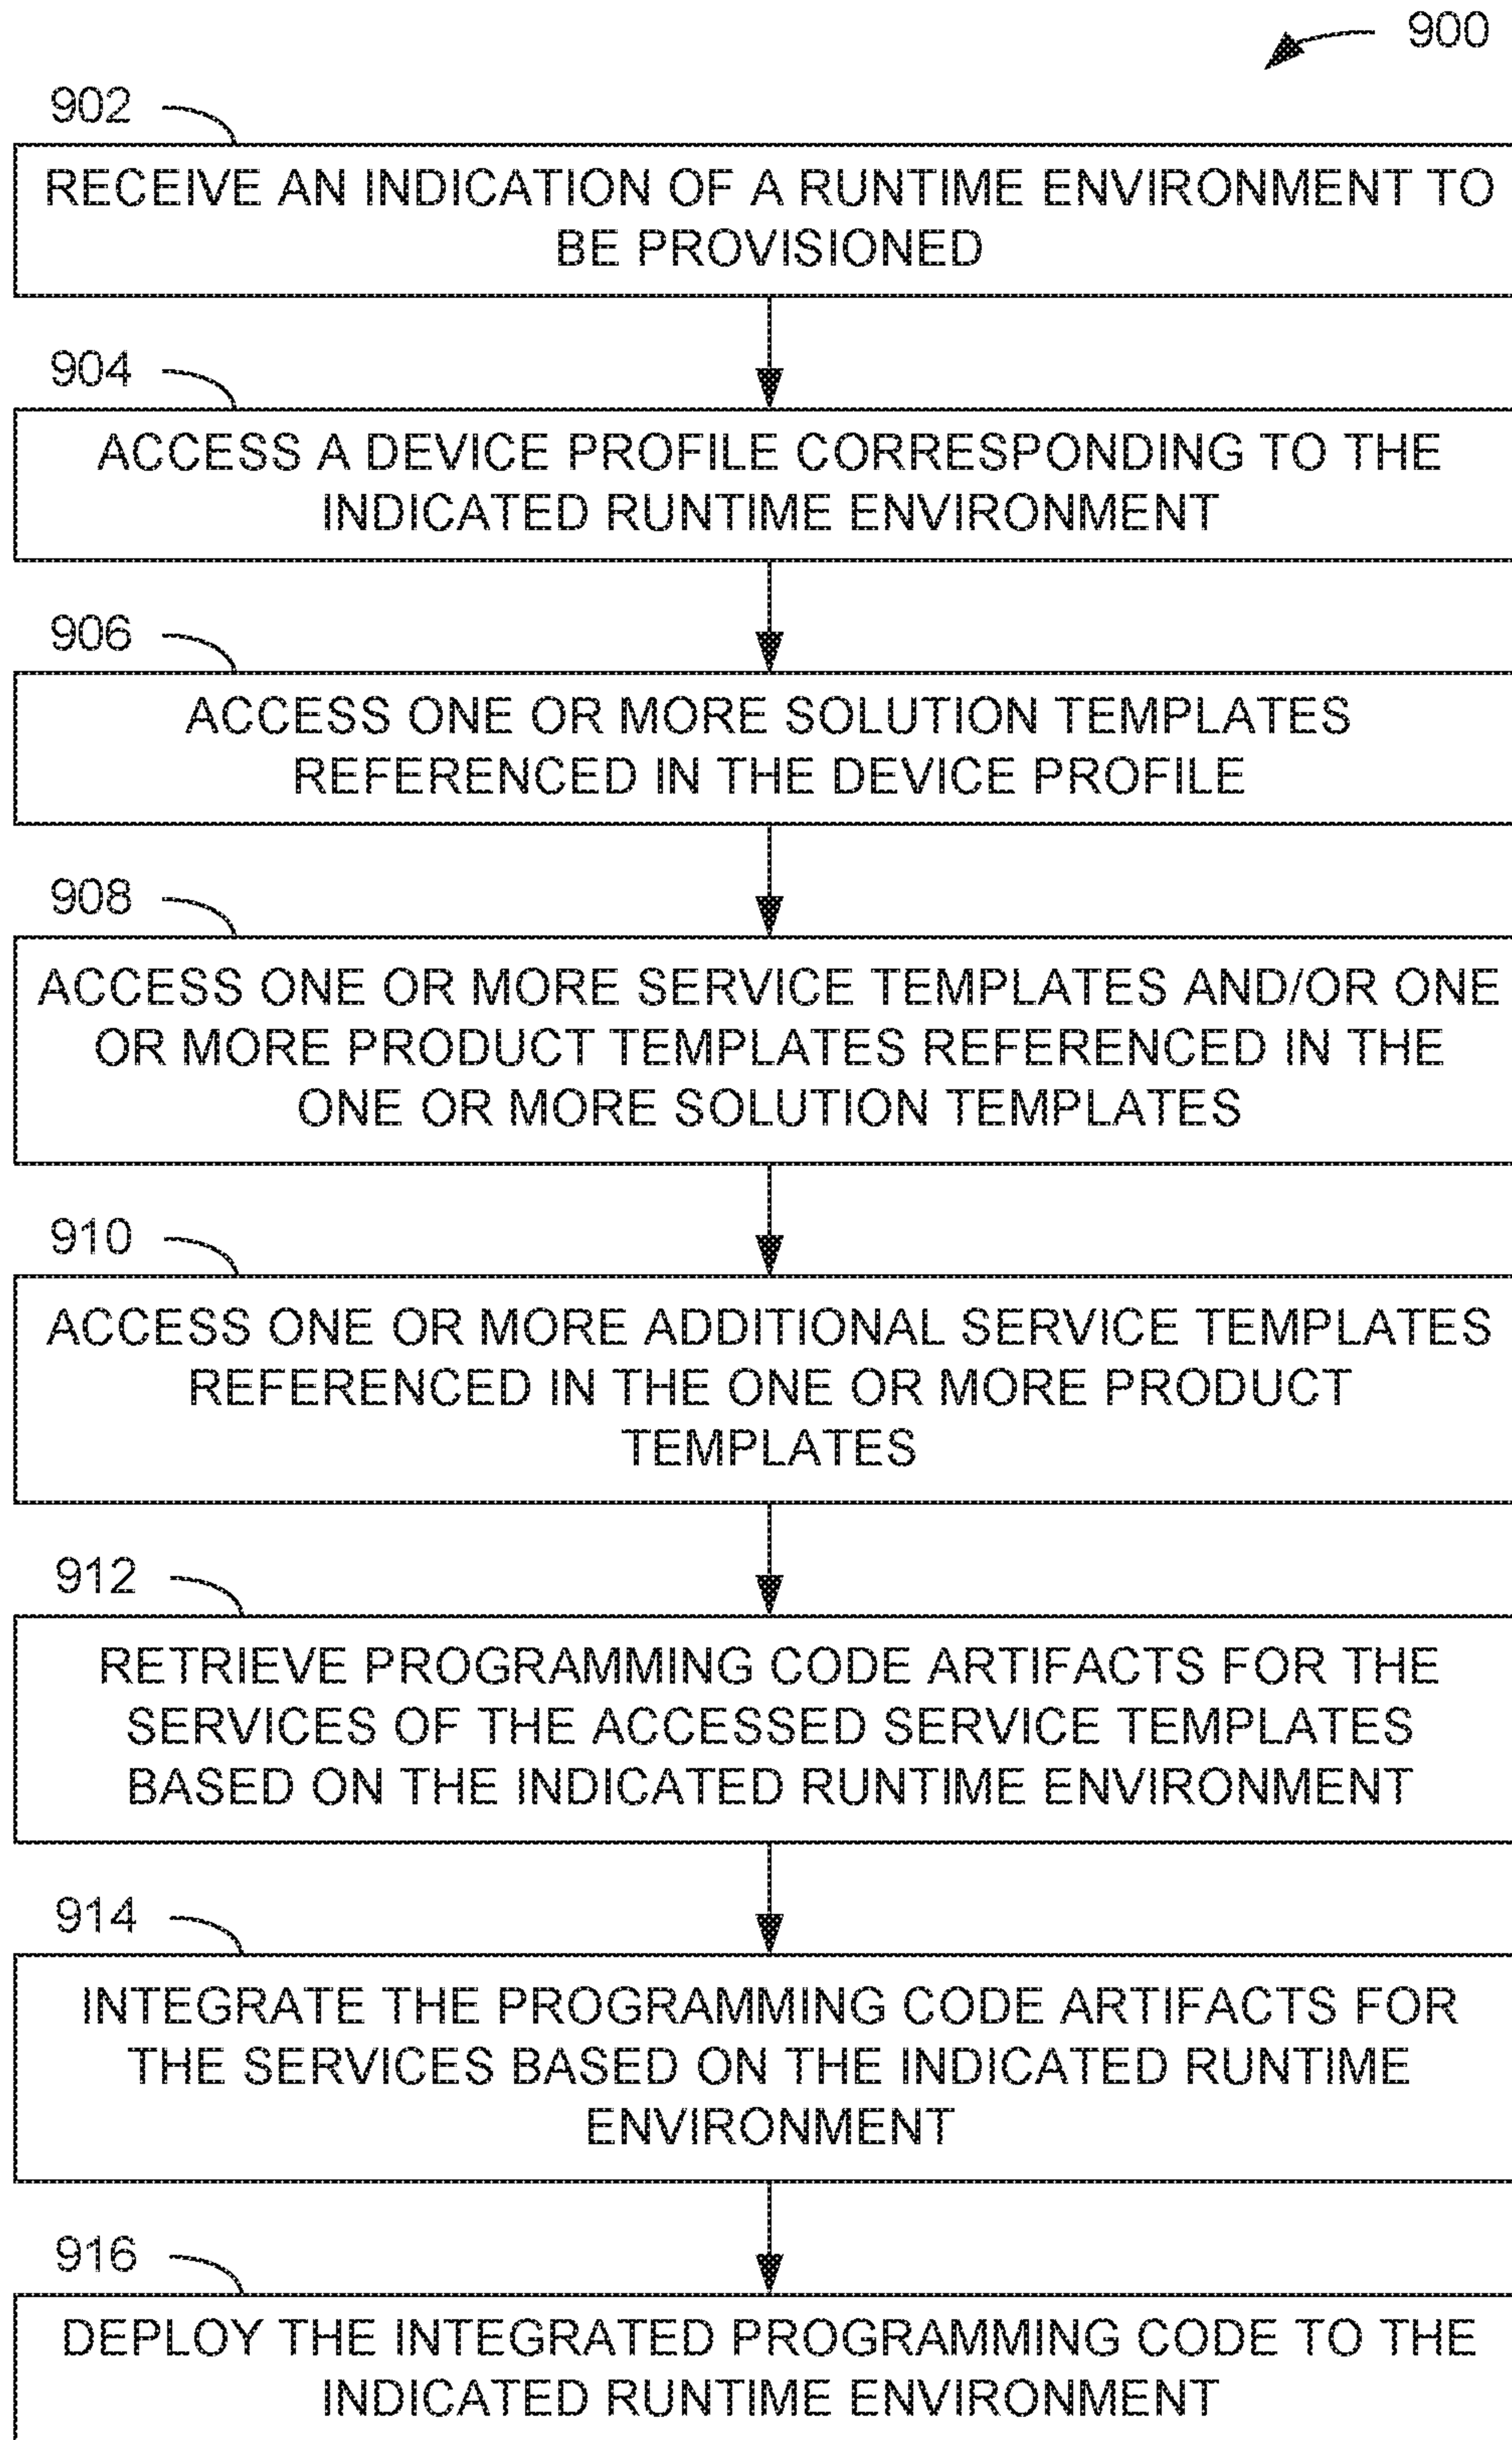 900
902
RECEIVE AN INDICATION OF A RUNTIME ENVIRONMENT TO
BE PROVISIONED
904
ACCESS A DEVICE PROFILE CORRESPONDING TO THE
INDICATED RUNTIME ENVIRONMENT
906
ACCESS ONE OR MORE SOLUTION TEMPLATES
REFERENCED IN THE DEVICE PROFILE
908
ACCESS ONE OR MORE SERVICE TEMPLATES AND/OR ONE
OR MORE PRODUCT TEMPLATES REFERENCED IN THE
ONE OR MORE SOLUTION TEMPLATES
910
ACCESS ONE OR MORE ADDITIONAL SERVICE TEMPLATES
REFERENCED IN THE ONE OR MORE PRODUCT
TEMPLATES
912
RETRIEVE PROGRAMMING CODE ARTIFACTS FOR THE
SERVICES OF THE ACCESSED SERVICE TEMPLATES
BASED ON THE INDICATED RUNTIME ENVIRONMENT
914
INTEGRATE THE PROGRAMMING CODE ARTIFACTS FOR
THE SERVICES BASED ON THE INDICATED RUNTIME
ENVIRONMENT
916
DEPLOY THE INTEGRATED PROGRAMMING CODE TO THE
INDICATED RUNTIME ENVIRONMENT